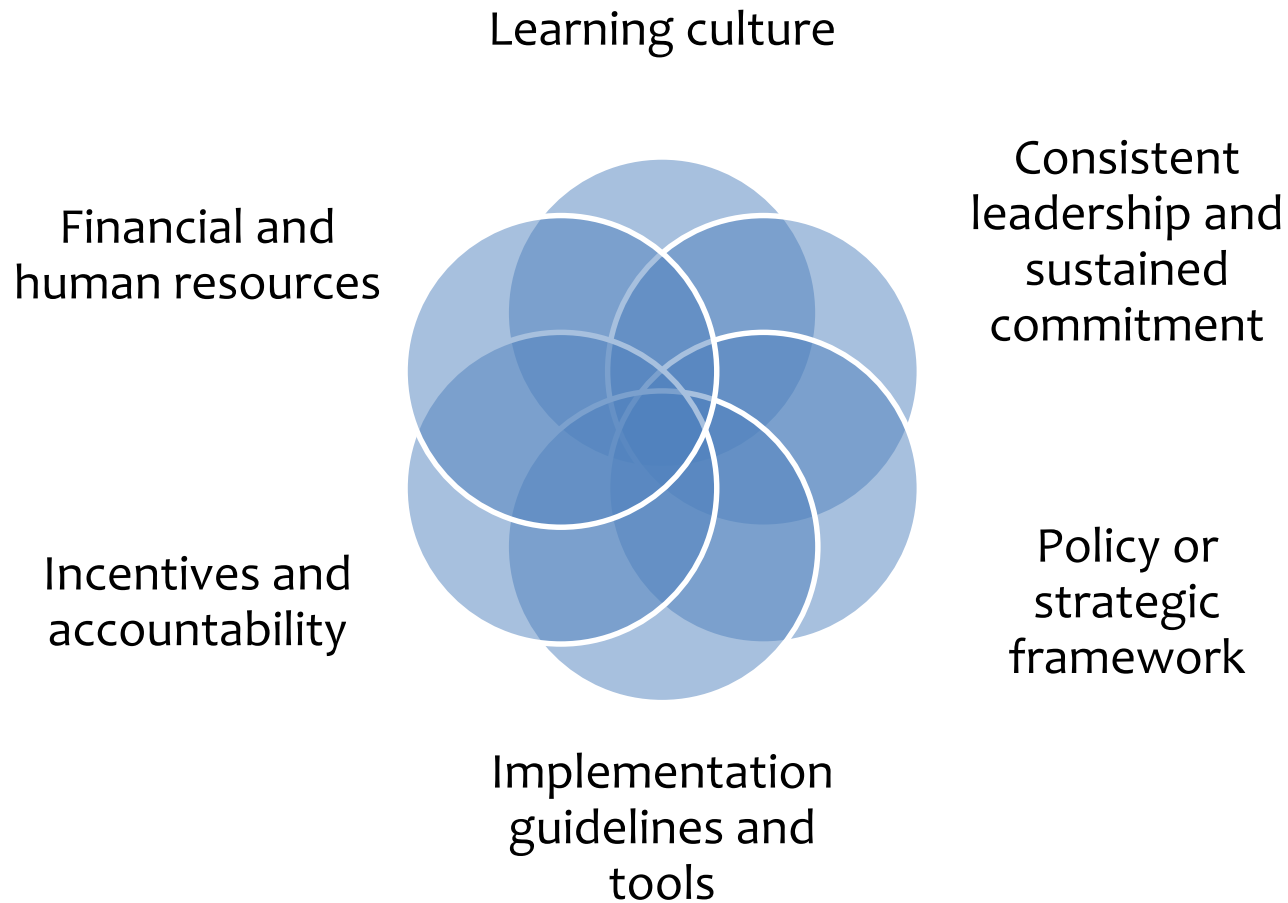 Learning culture
Consistent
leadership and
sustained
commitment
Policy or
strategic
framework
Implementation
guidelines and
tools
Incentives and
accountability
Financial and
human resources